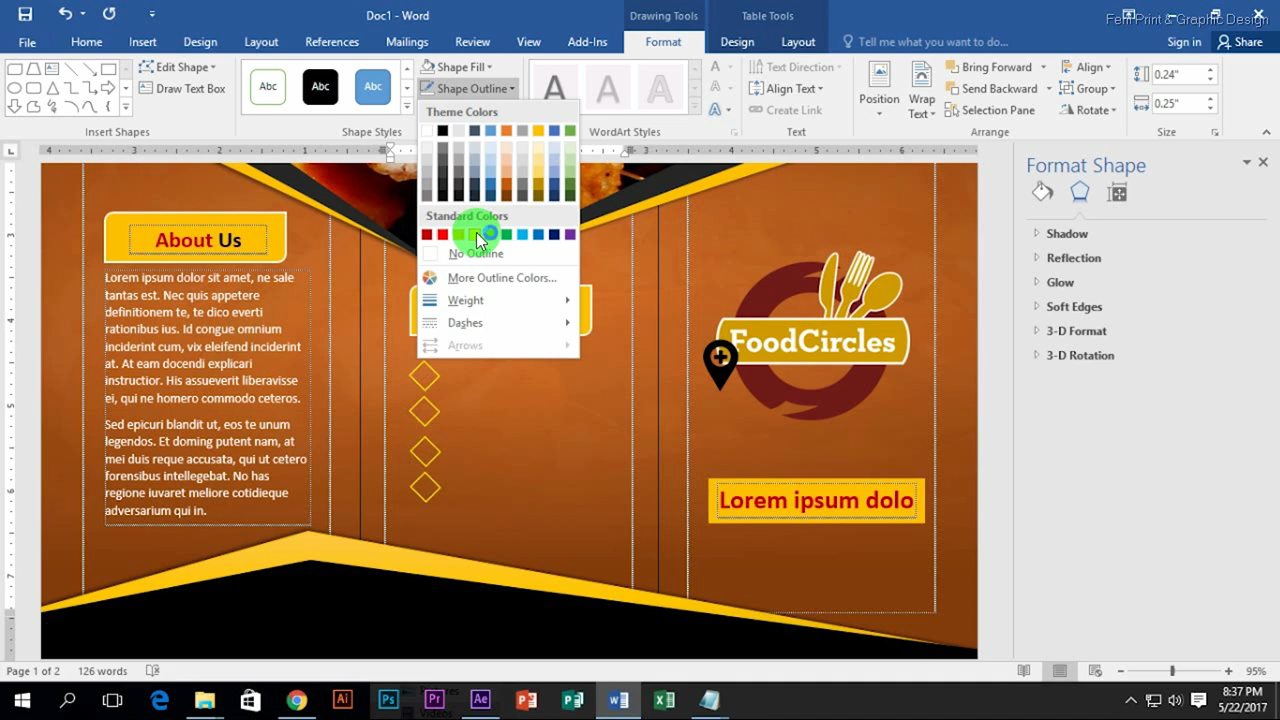 Doc1 - Word
Drawing Tools
Table Tools
Fefi Print & Graphic Design
File
Home
Insert
Design
Layout
References
Mailings
Review
View
Add-Ins
Format
Design
Layout
Tell me what you want to do...
Sign in
Share
Edit Shape
Draw Text Box
Insert Shapes
Abc
Abc
Abc
Shape Styles
Shape Fill
Shape Outline
A A A
WordArt Styles
Text Direction
Align Text
Create Link
Text
Position
Wrap
Text
Bring Forward
Send Backward
Selection Pane
Align
Group
Rotate
Arrange
0.24"
0.25"
Size
Theme Colors
Standard Colors
No Outline
More Outline Colors...
Weight
Dashes
Arrows
About Us
Lorem ipsum dolor sit amet, ne sale
tantas est. Nec quis appetere
definitionem te, te dico everti
rationibus ius. Id congue omnium
inciderint cum, vix eleifend inciderint
at. At eam docendi explicari
instructior. His assueverit liberavisse
ei, qui ne homero commodo ceteros.
Sed epicuri blandit ut, eos te unum
legendos. Et doming putent nam, at
mei duis reque accusata, qui ut cetero
forensibus intellegebat. No has
regione iuvaret meliore cotidieque
adversarium qui in.
FoodCircles
Lorem ipsum dolo
Format Shape
Shadow
Reflection
Glow
Soft Edges
3-D Format
3-D Rotation
Page 1 of 2
126 words
95%
8:37 PM
5/22/2017